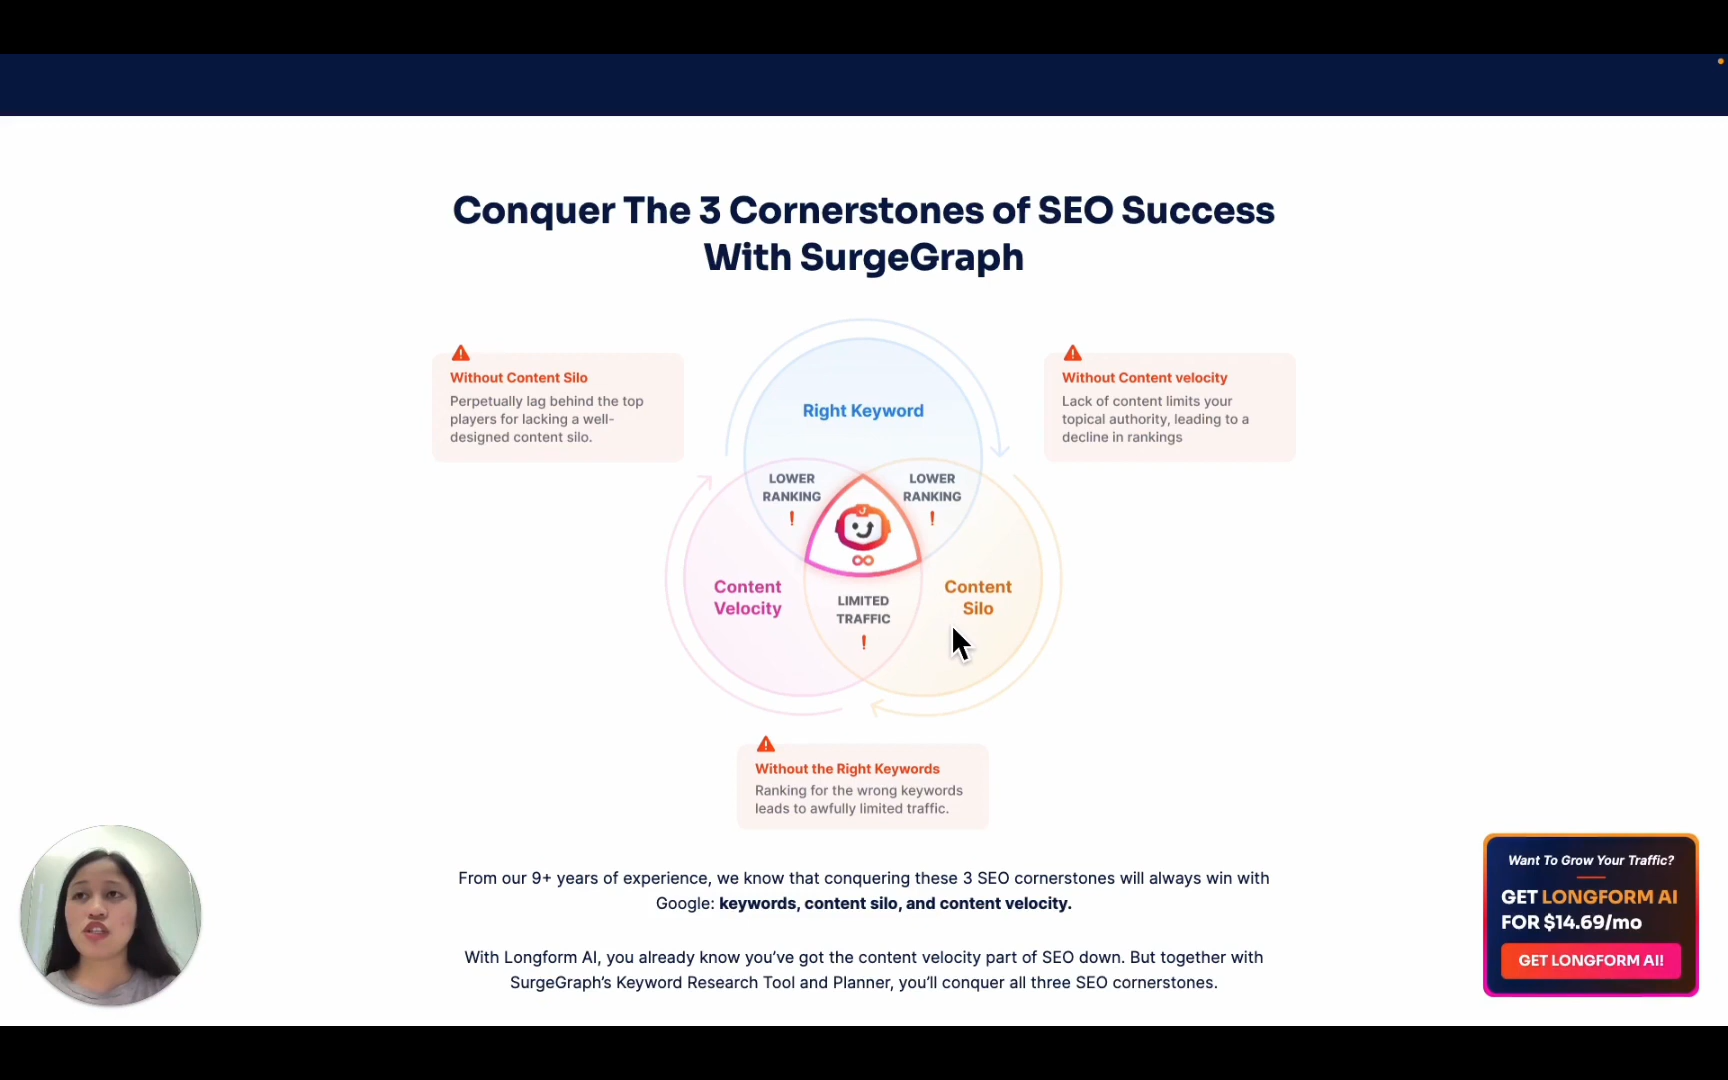 Conquer The 3 Cornerstones of SEO Success
With SurgeGraph
Without Content Silo
Perpetually lag behind the top
players for lacking a well-
designed content silo.
Without Content velocity
Lack of content limits your
topical authority, leading to a
decline in rankings
Right Keyword
LOWER
RANKING
!
LOWER
RANKING
!
Content
Velocity
LIMITED
TRAFFIC
!
Content
Silo
Without the Right Keywords
Ranking for the wrong keywords
leads to awfully limited traffic.
From our 9+ years of experience, we know that conquering these 3 SEO cornerstones will always win with
Google: keywords, content silo, and content velocity.
With Longform AI, you already know you’ve got the content velocity part of SEO down. But together with
SurgeGraph’s Keyword Research Tool and Planner, you’ll conquer all three SEO cornerstones.
Want To Grow Your Traffic?
GET LONGFORM AI
FOR $14.69/mo
GET LONGFORM AI!